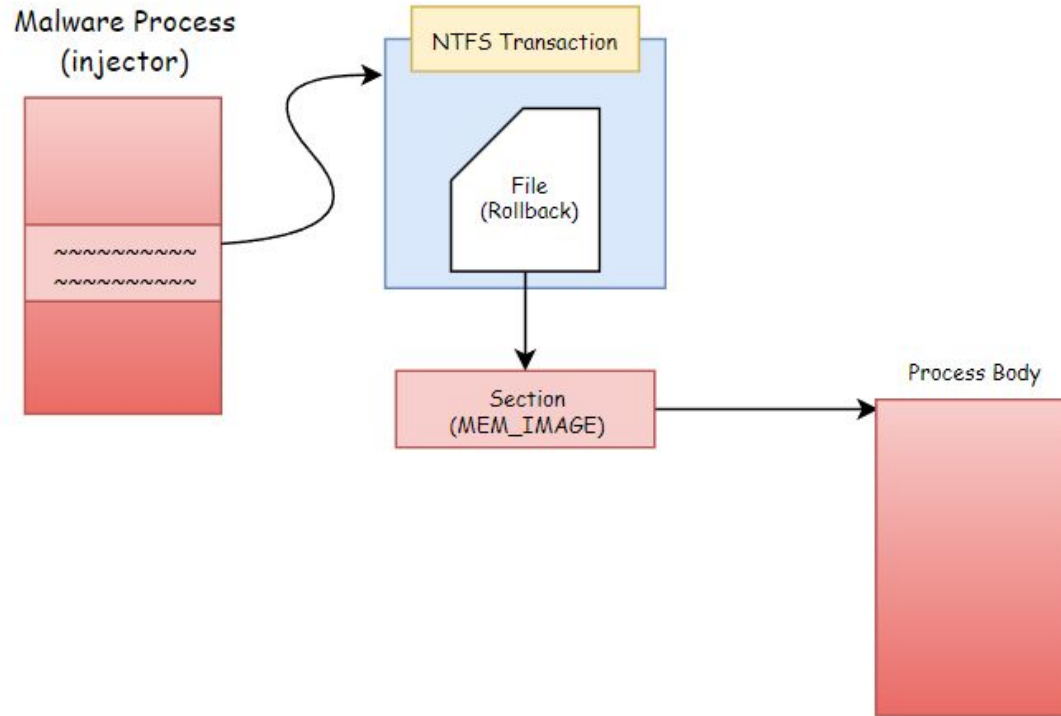 Malware Process
(injector)
NTFS Transaction
~~~~~~~~~~
~~~~~~~~~~
File
(Rollback)
Section
(MEM_IMAGE)
Process Body